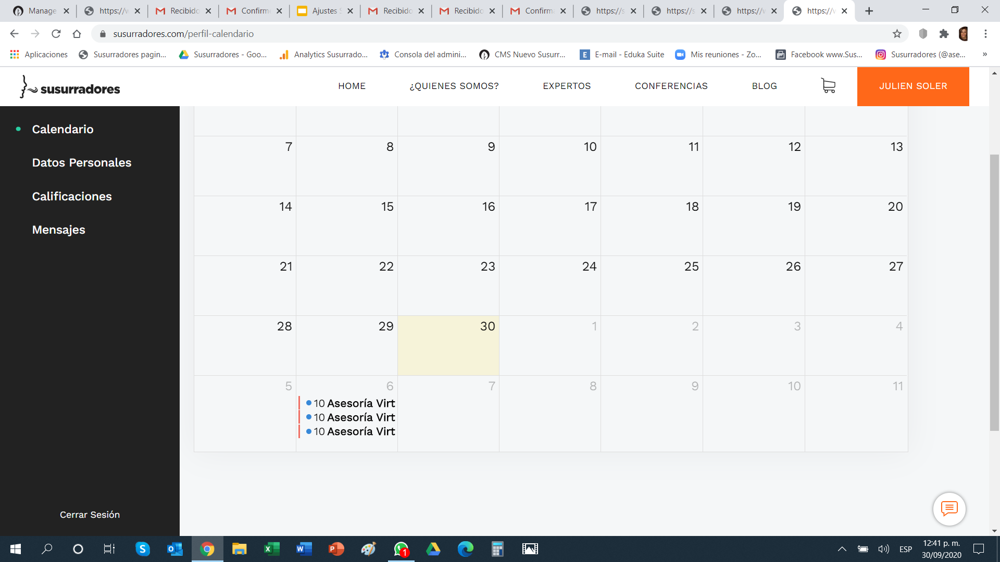 Manage
https://w
Recibido
Confirm
Ajustes S
Recibido
Recibido
Confirma
https://s
https://s
https://w
https://w
susurradores.com/perfil-calendario
Aplicaciones
Susurradores pagin...
Susurradores - Goo...
Analytics Susurrado...
Consola del admini...
CMS Nuevo Susurr...
E
E-mail - Eduka Suite
Mis reuniones - Zo...
Facebook www.Sus...
Susurradores (@ase...
»
susurradores
HOME
¿QUIENES SOMOS?
EXPERTOS
CONFERENCIAS
BLOG
JULIEN SOLER
Calendario
Datos Personales
Calificaciones
Mensajes
Cerrar Sesión
7 8 9 10 11 12 13
14 15 16 17 18 19 20
21 22 23 24 25 26 27
28 29 30 1 2 3 4
5 6 7 8 9 10 11
10 Asesoría Virt
10 Asesoría Virt
10 Asesoría Virt
1
ESP
12:41 p. m.
30/09/2020